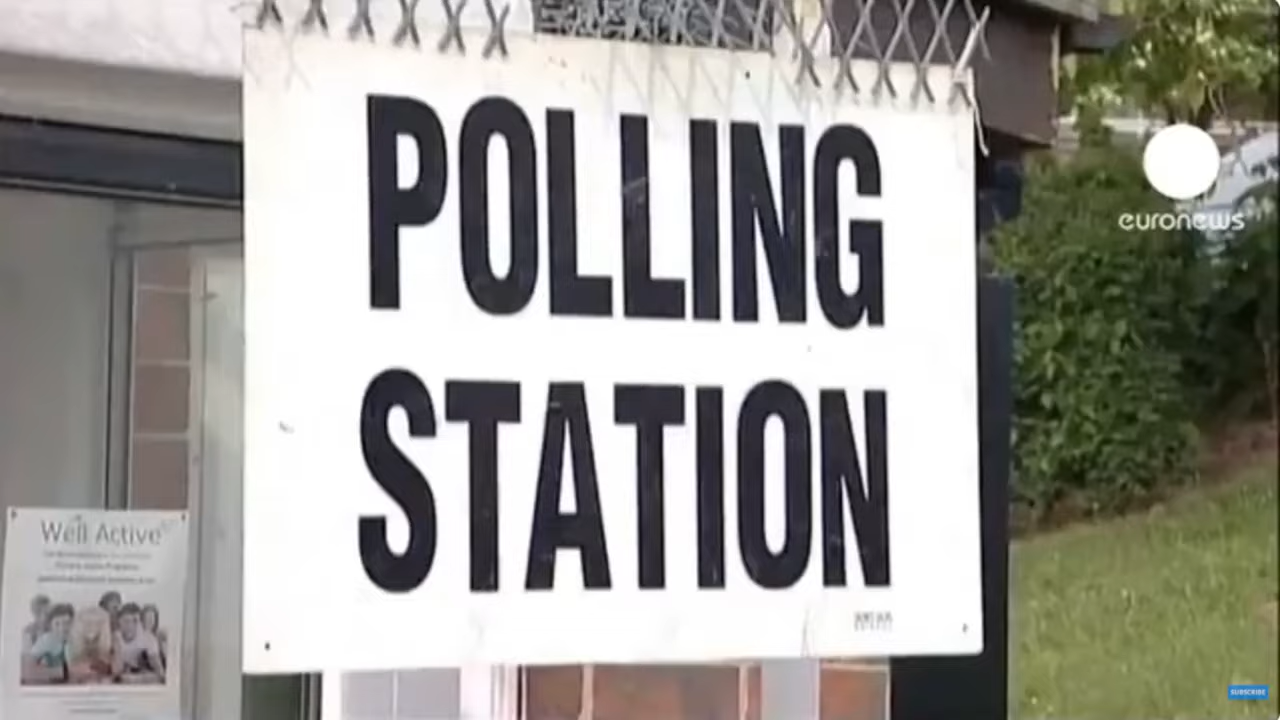 POLLING
STATION
euronews
Well Active
SUBSCRIBE